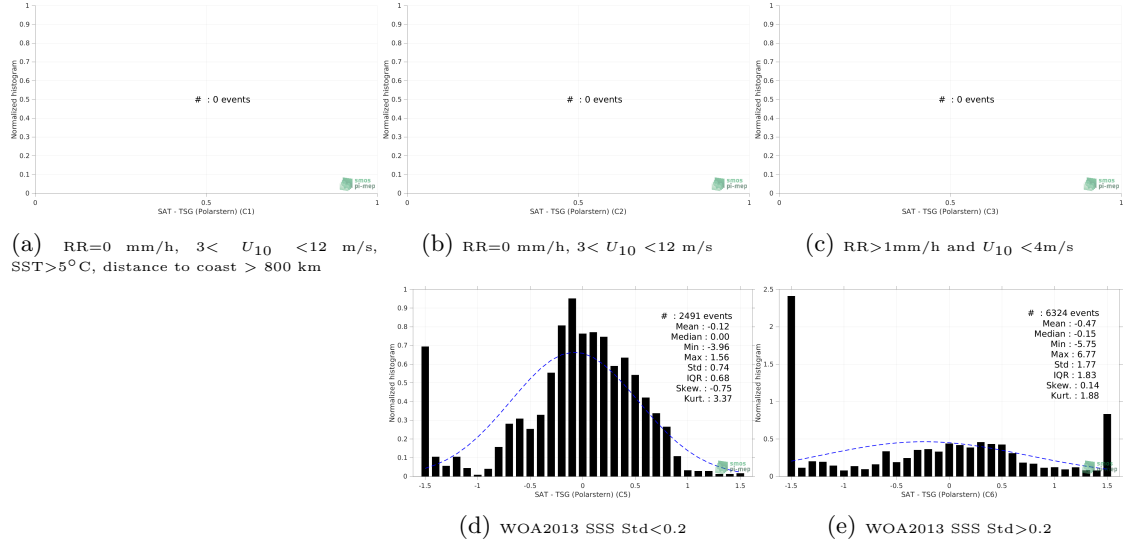 1
0.9
0.8
0.7
0.6
0.5
0.4
0.3
0.2
0.1
0
Normalized histogram
# : 0 events
smos
pi-mep
0
0.5
1
SAT - TSG (Polarstern) (C1)
(a) RR=0 mm/h, 3< U10 <12 m/s,
SST>5°C, distance to coast > 800 km
1
0.9
0.8
0.7
0.6
0.5
0.4
0.3
0.2
0.1
0
Normalized histogram
# : 0 events
smos
pi-mep
0
0.5
1
SAT - TSG (Polarstern) (C2)
(b) RR=0 mm/h, 3< U10 <12 m/s
1
0.9
0.8
0.7
0.6
0.5
0.4
0.3
0.2
0.1
0
Normalized histogram
# : 0 events
smos
pi-mep
0
0.5
1
SAT - TSG (Polarstern) (C3)
(c) RR>1mm/h and U10 <4m/s
1
0.9
0.8
0.7
0.6
0.5
0.4
0.3
0.2
0.1
0
Normalized histogram
# : 2491 events
Mean : -0.12
Median : 0.00
Min : -3.96
Max : 1.56
Std : 0.74
IQR : 0.68
Skew. : -0.75
Kurt. : 3.37
smos
pi-mep
-1.5
-1
-0.5
0
0.5
1
1.5
SAT - TSG (Polarstern) (C5)
(d) WOA2013 SSS Std<0.2
2.5
2
1.5
1
0.5
0
Normalized histogram
# : 6324 events
Mean : -0.47
Median : -0.15
Min : -5.75
Max : 6.77
Std : 1.77
IQR : 1.83
Skew. : 0.14
Kurt. : 1.88
smos
pi-mep
-1.5
-1
-0.5
0
0.5
1
1.5
SAT - TSG (Polarstern) (C6)
(e) WOA2013 SSS Std>0.2